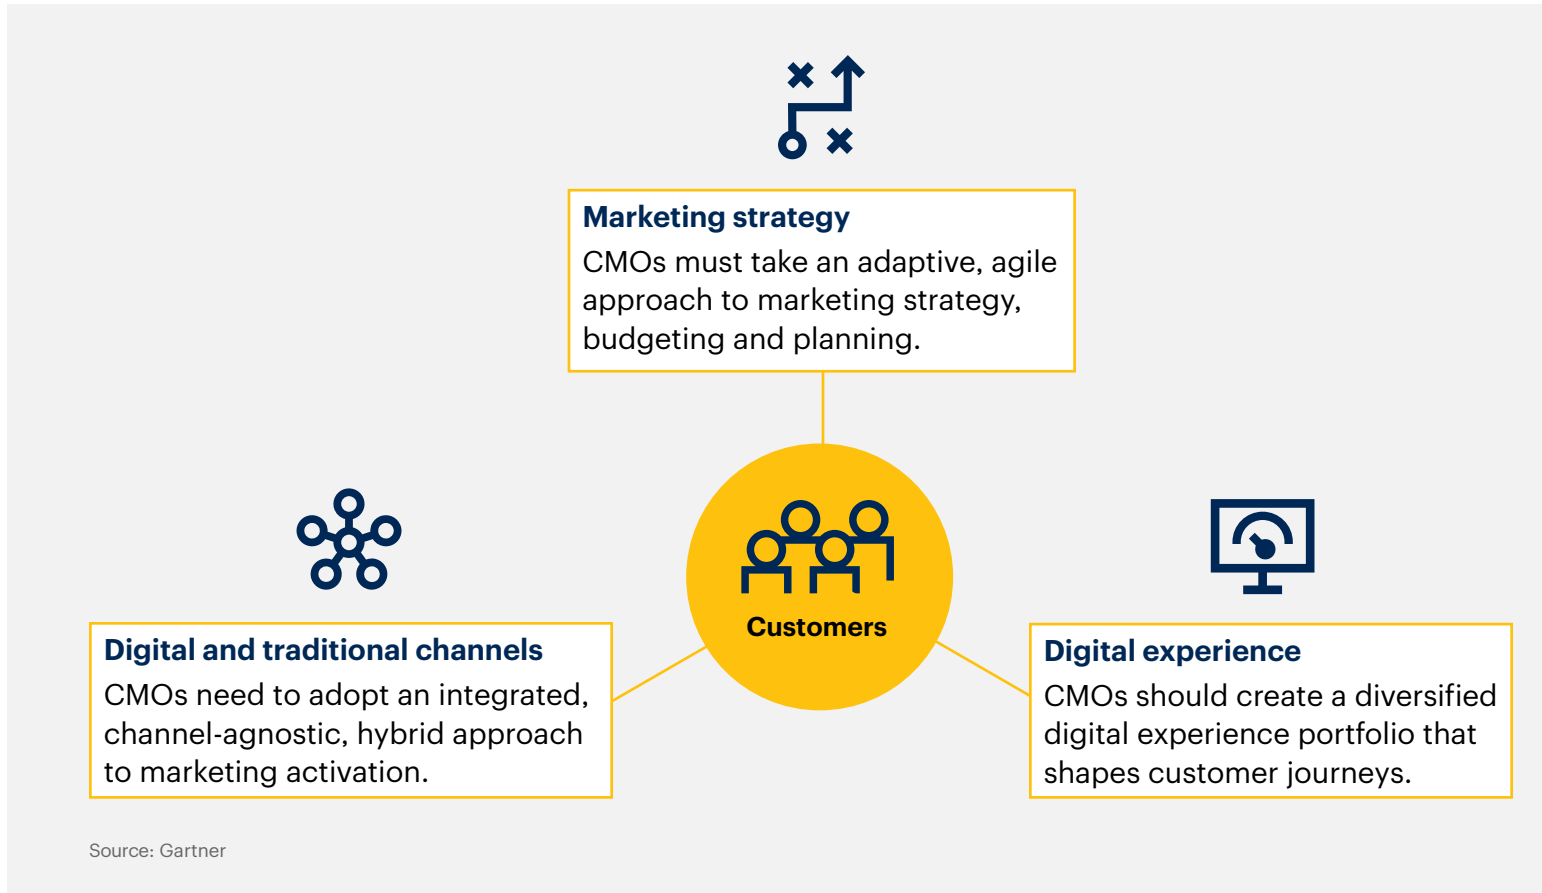 Marketing strategy
CMOs must take an adaptive, agile
approach to marketing strategy,
budgeting and planning.
Customers
Digital and traditional channels
CMOs need to adopt an integrated,
channel-agnostic, hybrid approach
to marketing activation.
Digital experience
CMOs should create a diversified
digital experience portfolio that
shapes customer journeys.
Source: Gartner